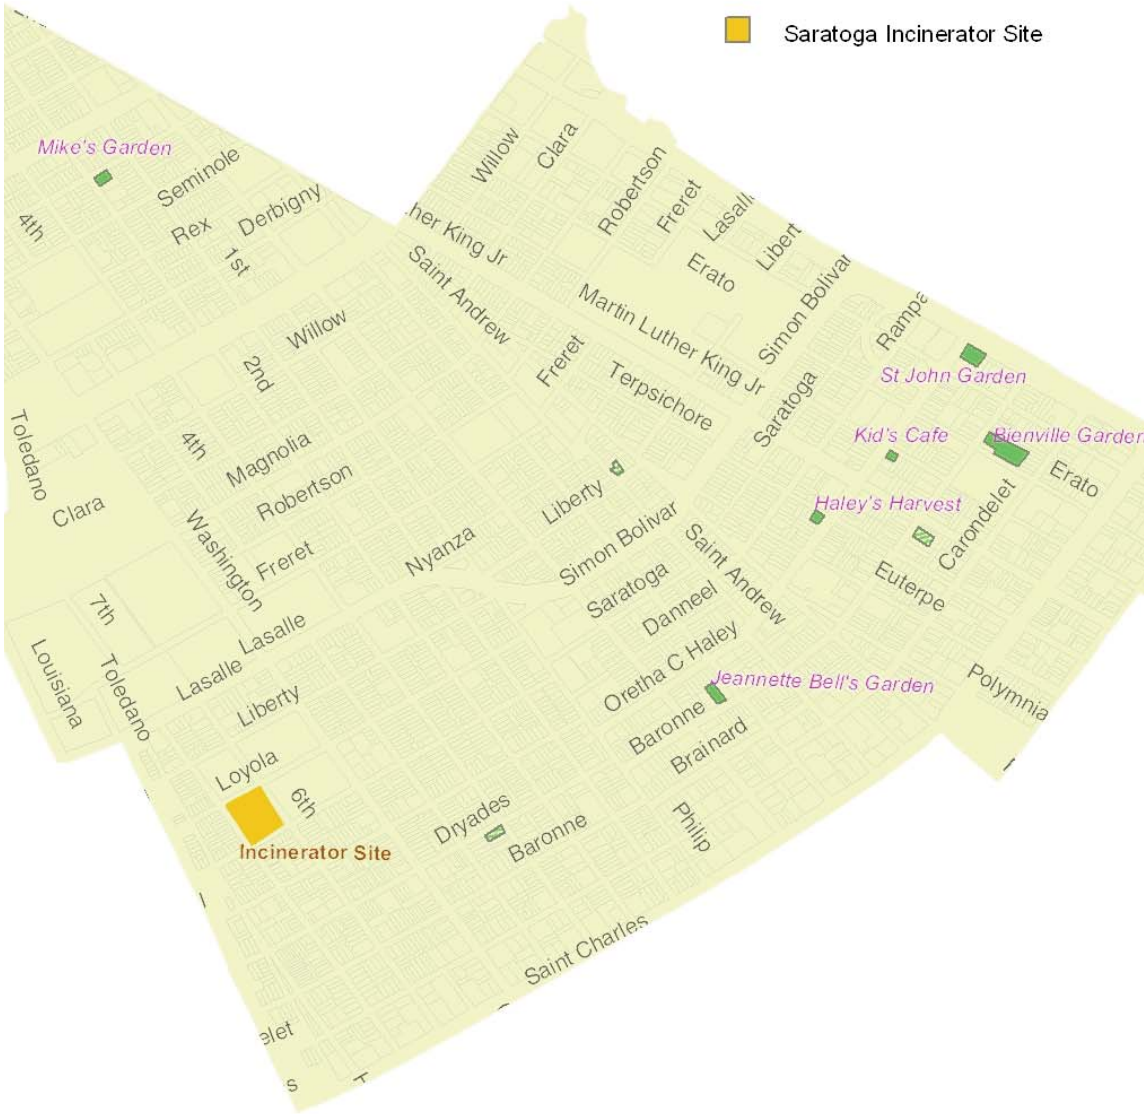 Saratoga Incinerator Site
Mike's Garden
Seminole
Rex
Derbigny
4th
1st
Willow
Clara
Robertson
Freret
Lasall
Libert
Erato
Simon Bolivar
her King Jr
Saint Andrew
Martin Luther King Jr
Willow
2nd
Freret
Terpsichore
Saratoga
Rampa
St John Garden
Kid's Cafe
Bienville Garden
Erato
Haley's Harvest
Carondelet
Euterpe
Toledano
Clara
4th
Magnolia
Robertson
Washington
Freret
Nyanza
Liberty
Simon Bolivar
Saratoga
Danneel
Saint Andrew
Oretha C Haley
Jeannette Bell's Garden
Baronne
Brainard
Polymnia
7th
Louisiana
Toledano
Lasalle
Lasalle
Liberty
Loyola
6th
Incinerator Site
Dryades
Baronne
Philip
Saint Charles
elet
s